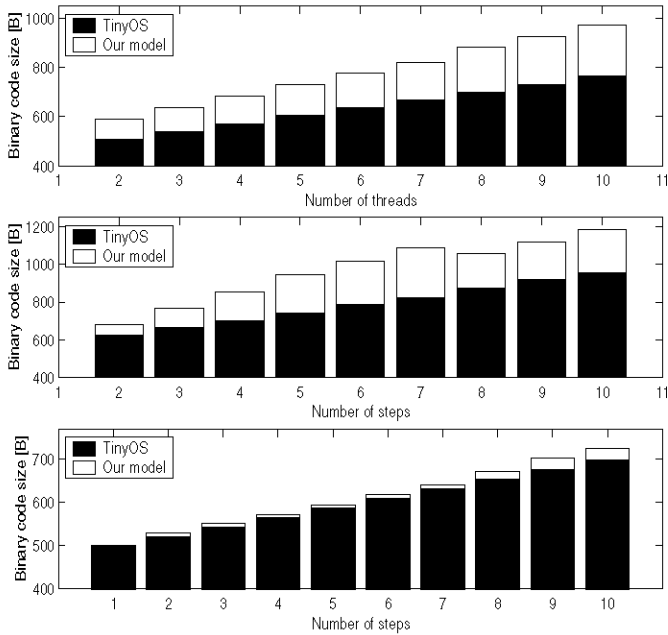 1000
800
600
400
Binary code size [B]
TinyOS
Our model
1 2 3 4 5 6 7 8 9 10 11
Number of threads
1200
1000
800
600
400
Binary code size [B]
TinyOS
Our model
1 2 3 4 5 6 7 8 9 10 11
Number of steps
700
600
500
400
Binary code size [B]
TinyOS
Our model
1 2 3 4 5 6 7 8 9 10
Number of steps